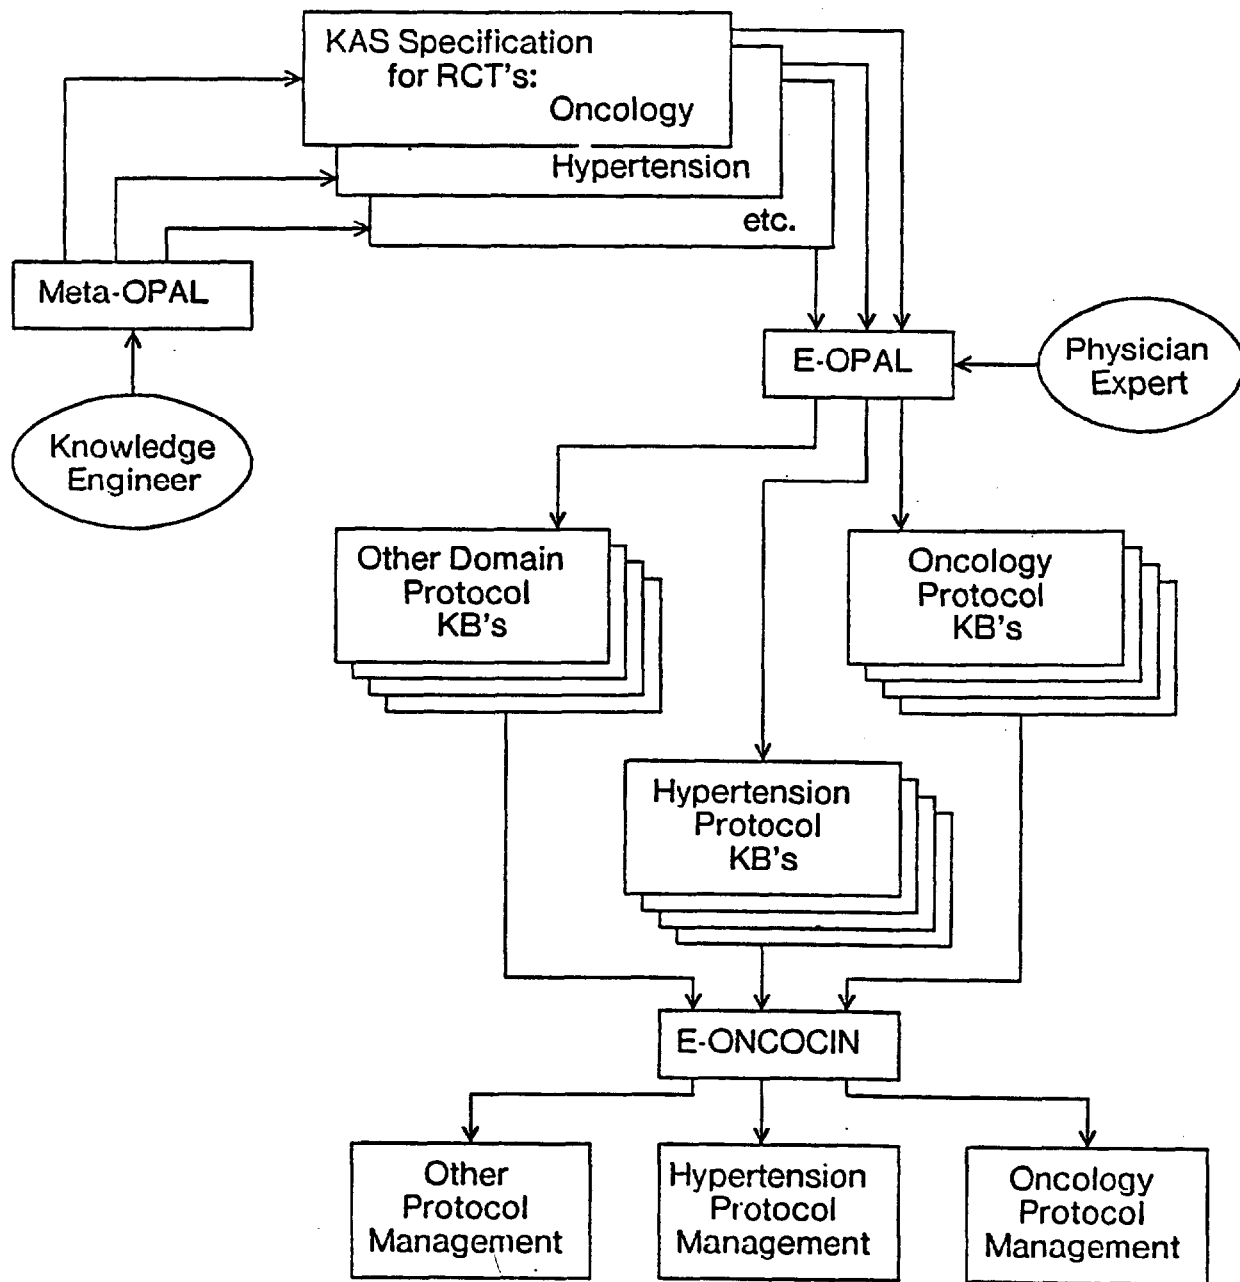 KAS Specification
for RCT's:
Oncology
Hypertension
etc.
Meta-OPAL
E-OPAL
Physician
Expert
Knowledge
Engineer
Other Domain
Protocol
KB's
Oncology
Protocol
KB's
Hypertension
Protocol
KB's
E-ONCOCIN
Other
Protocol
Management
Hypertension
Protocol
Management
Oncology
Protocol
Management